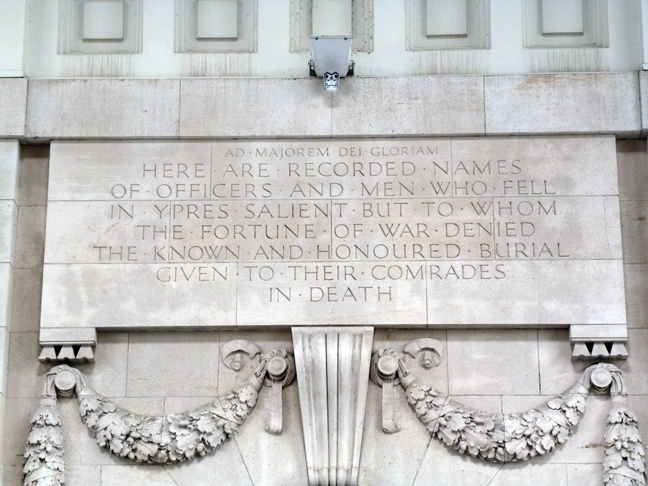 AD·MAJOREM·DEI·GLORIAM
HERE·ARE·RECORDED·NAMES
OF·OFFICERS·AND·MEN·WHO·FELL
IN·YPRES·SALIENT·BUT·TO·WHOM
THE·FORTUNE·OF·WAR·DENIED
THE·KNOWN·AND·HONOURED·BURIAL
GIVEN·TO·THEIR·COMRADES
IN·DEATH